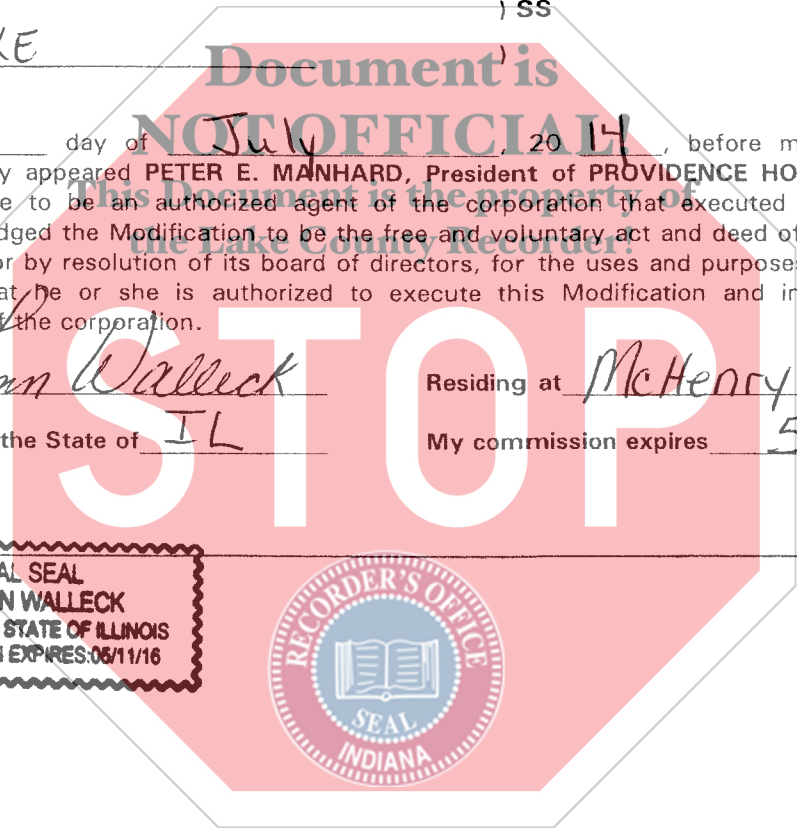 ) SS
KE )
Document is
day of July, 20 14, before m
NOT OFFICIAL!
y appeared PETER E. MANHARD, President of PROVIDENCE HO
This Document is the property of
e to be an authorized agent of the corporation that executed
dged the Modification to be the free and voluntary act and deed of
the Lake County Recorder!
or by resolution of its board of directors, for the uses and purposes
at he or she is authorized to execute this Modification and in
f the corporation.
STOP
nn Walleck Residing at McHenry
the State of IL My commission expires 5
AL SEAL
N WALLECK
STATE OF ILLINOIS
EXPIRES:05/11/16
RECORDER'S OFFICE
SEAL
INDIANA